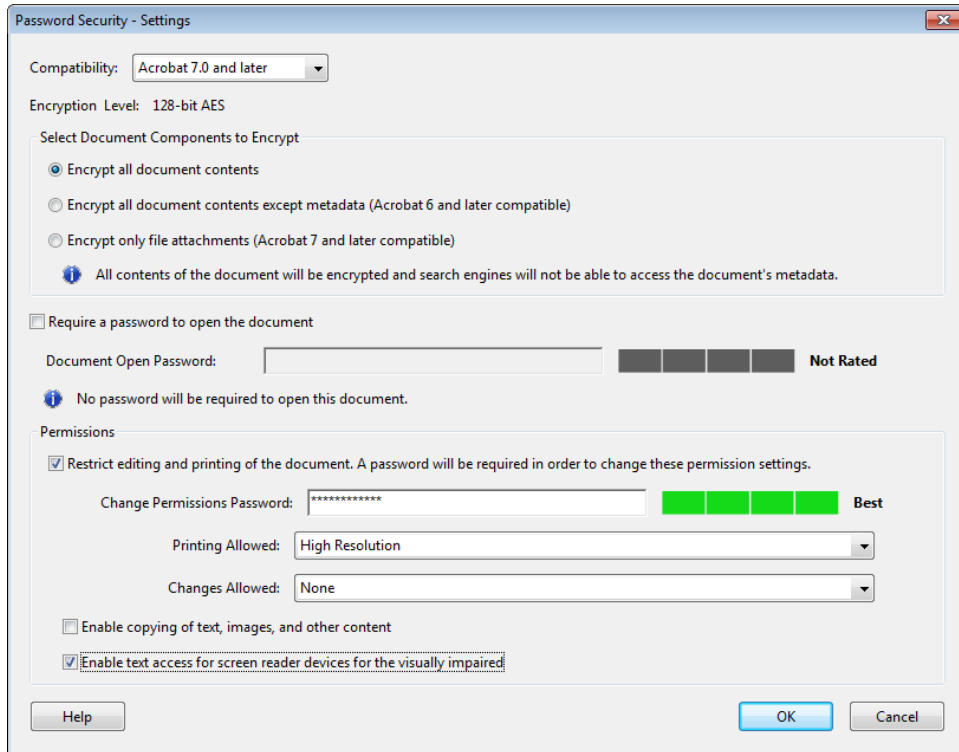 Password Security - Settings
Compatibility: Acrobat 7.0 and later
Encryption Level: 128-bit AES
Select Document Components to Encrypt
Encrypt all document contents
Encrypt all document contents except metadata (Acrobat 6 and later compatible)
Encrypt only file attachments (Acrobat 7 and later compatible)
All contents of the document will be encrypted and search engines will not be able to access the document's metadata.
Require a password to open the document
Document Open Password: Not Rated
No password will be required to open this document.
Permissions
Restrict editing and printing of the document. A password will be required in order to change these permission settings.
Change Permissions Password: ************ Best
Printing Allowed: High Resolution
Changes Allowed: None
Enable copying of text, images, and other content
Enable text access for screen reader devices for the visually impaired
Help OK Cancel